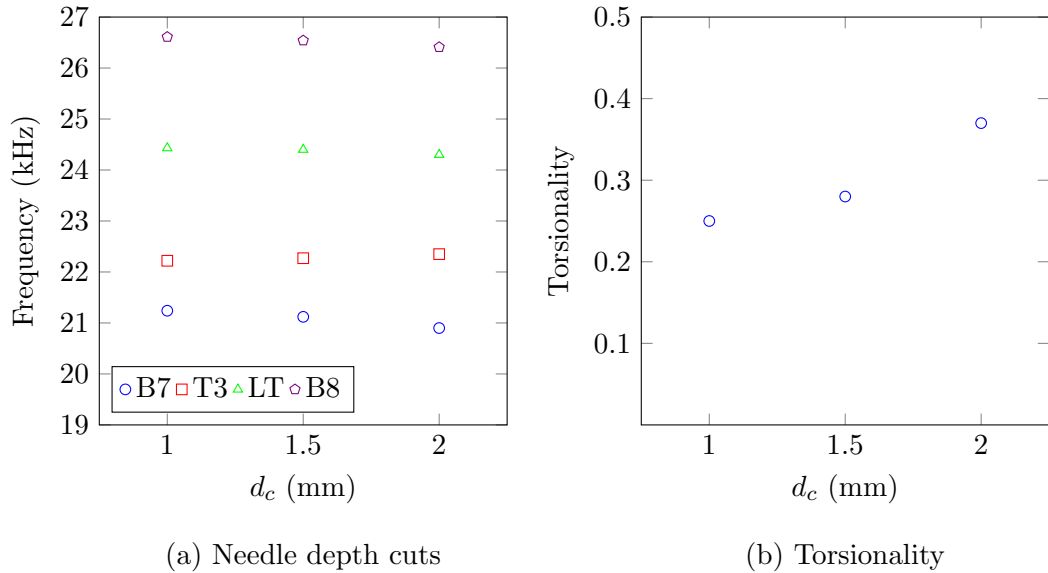 27
26
25
24
23
22
21
20
19
Frequency (kHz)
B7 T3 LT B8
1 1.5 2
d_c (mm)
(a) Needle depth cuts
0.5
0.4
0.3
0.2
0.1
Torsionality
1 1.5 2
d_c (mm)
(b) Torsionality